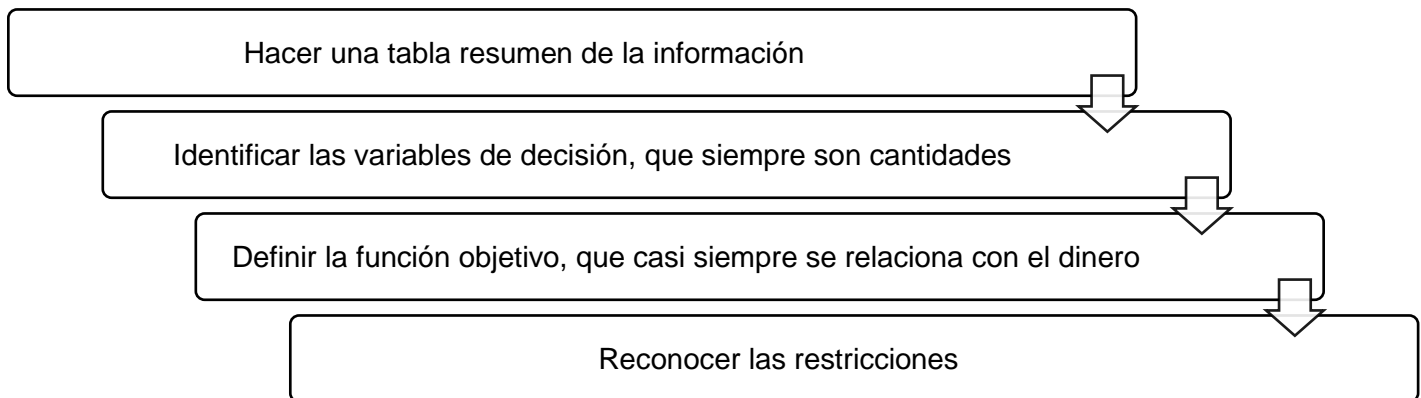 Hacer una tabla resumen de la información
Identificar las variables de decisión, que siempre son cantidades
Definir la función objetivo, que casi siempre se relaciona con el dinero
Reconocer las restricciones